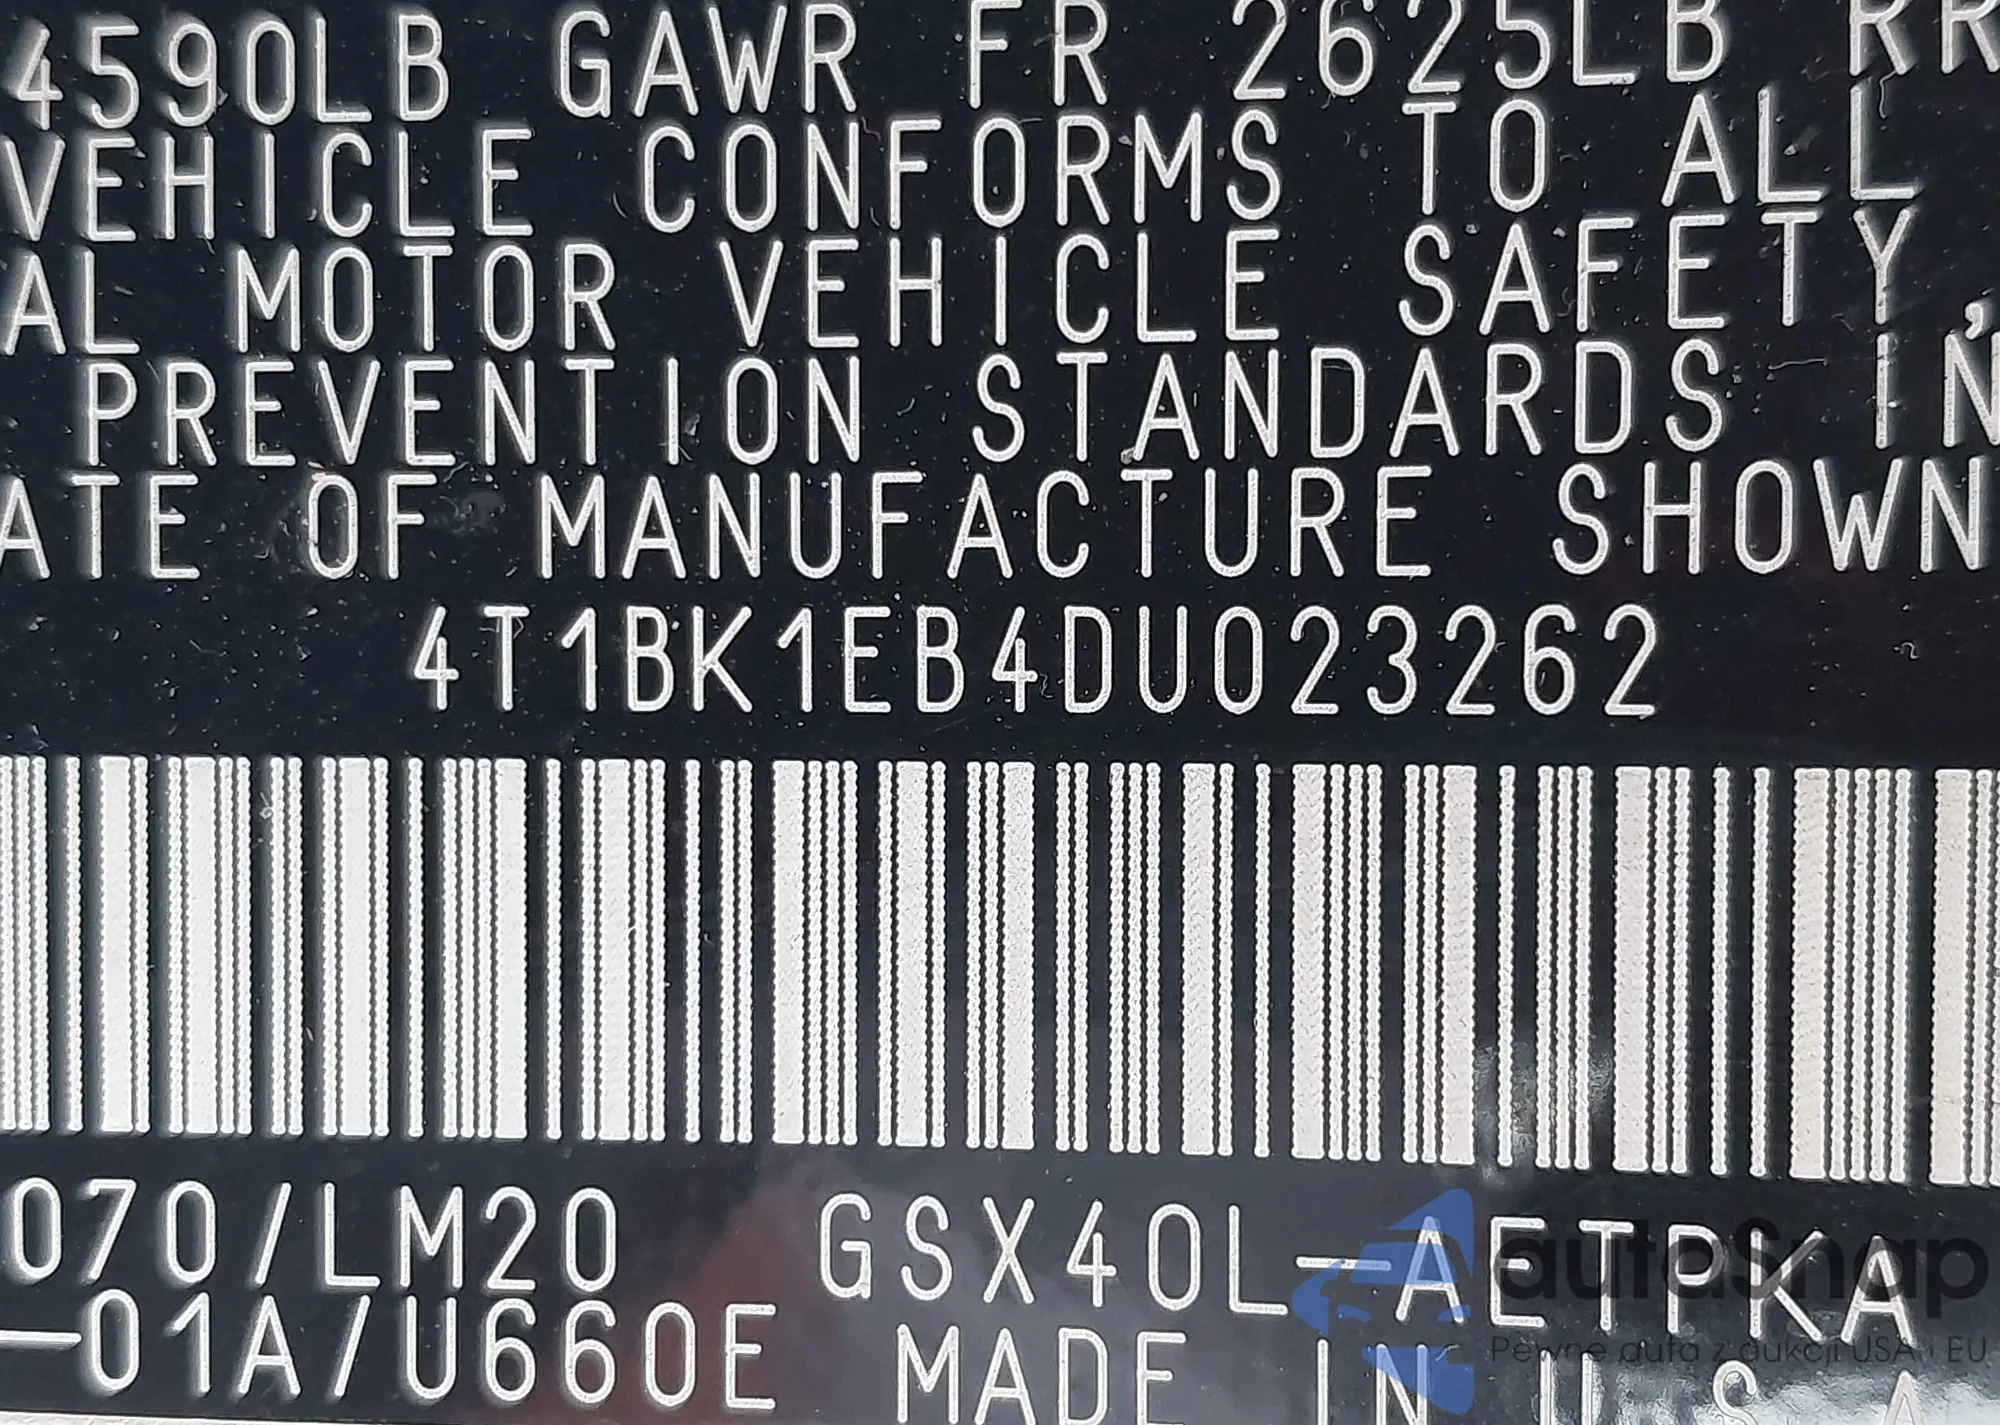 4590LB GAWR FR 2625LB RR
VEHICLE CONFORMS TO ALL
AL MOTOR VEHICLE SAFETY,
PREVENTION STANDARDS IN
ATE OF MANUFACTURE SHOWN
4T1BK1EB4DU023262
070/LM20 GSX40L-AETPKA
-01A/U660E MADE IN U.S.A
autoSnap
Pewne auta z aukcji USA i EU